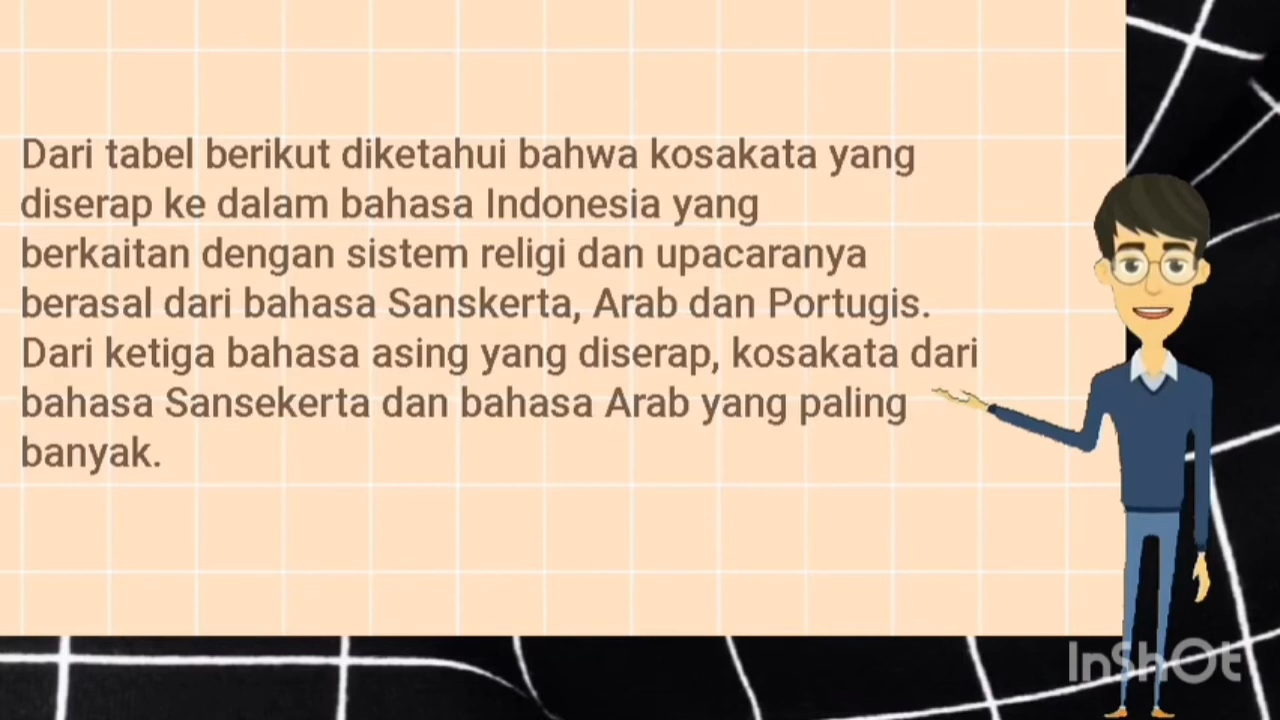 Dari tabel berikut diketahui bahwa kosakata yang
diserap ke dalam bahasa Indonesia yang
berkaitan dengan sistem religi dan upacaranya
berasal dari bahasa Sanskerta, Arab dan Portugis.
Dari ketiga bahasa asing yang diserap, kosakata dari
bahasa Sansekerta dan bahasa Arab yang paling
banyak.
InShOt